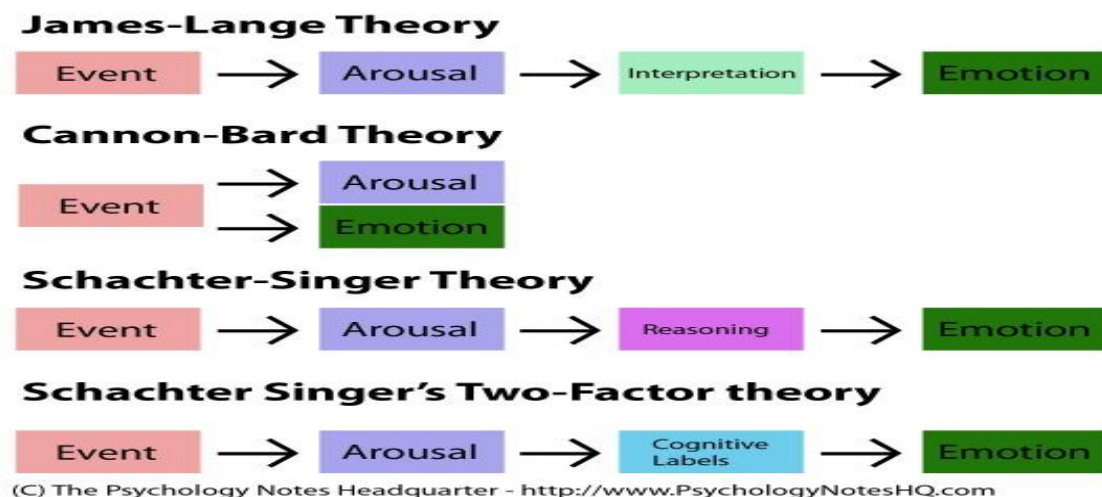 James-Lange Theory
Event Arousal Interpretation Emotion
Cannon-Bard Theory
Event
Arousal
Emotion
Schachter-Singer Theory
Event Arousal Reasoning Emotion
Schachter Singer's Two-Factor theory
Event Arousal Cognitive Labels Emotion
(C) The Psychology Notes Headquarter - http://www.PsychologyNotesHQ.com